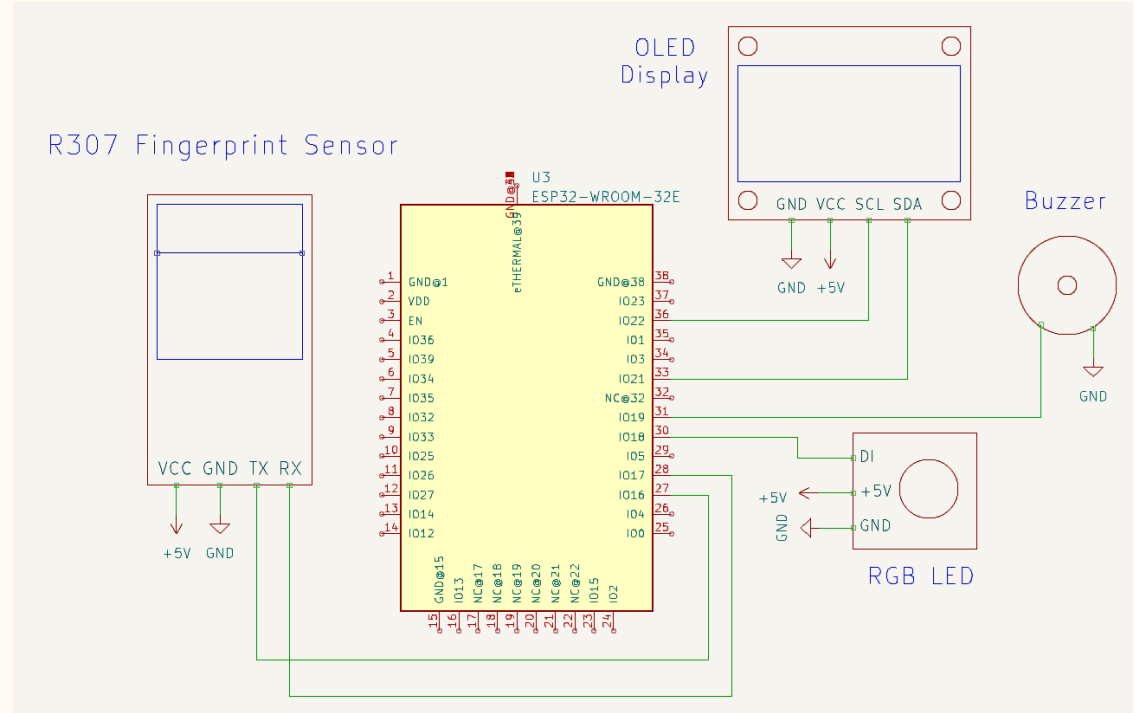 OLED
Display
R307 Fingerprint Sensor
U3
ESP32-WROOM-32E
eTHERMAL@39
GND VCC SCL SDA
GND +5V
Buzzer
GND
1 GND@1
2 VDD
3 EN
4 IO36
5 IO39
6 IO34
7 IO35
8 IO32
9 IO33
10 IO25
11 IO26
12 IO27
13 IO14
14 IO12
GND@38 38
IO23 37
IO22 36
IO1 35
IO3 34
IO21 33
NC@32 32
IO19 31
IO18 30
IO5 29
IO17 28
IO16 27
IO4 26
IO0 25
15 GND@15
16 IO13
17 NC@17
18 NC@18
19 NC@19
20 NC@20
21 NC@21
22 NC@22
23 IO15
24 IO2
VCC GND TX RX
+5V GND
DI
+5V +5V
GND GND
RGB LED